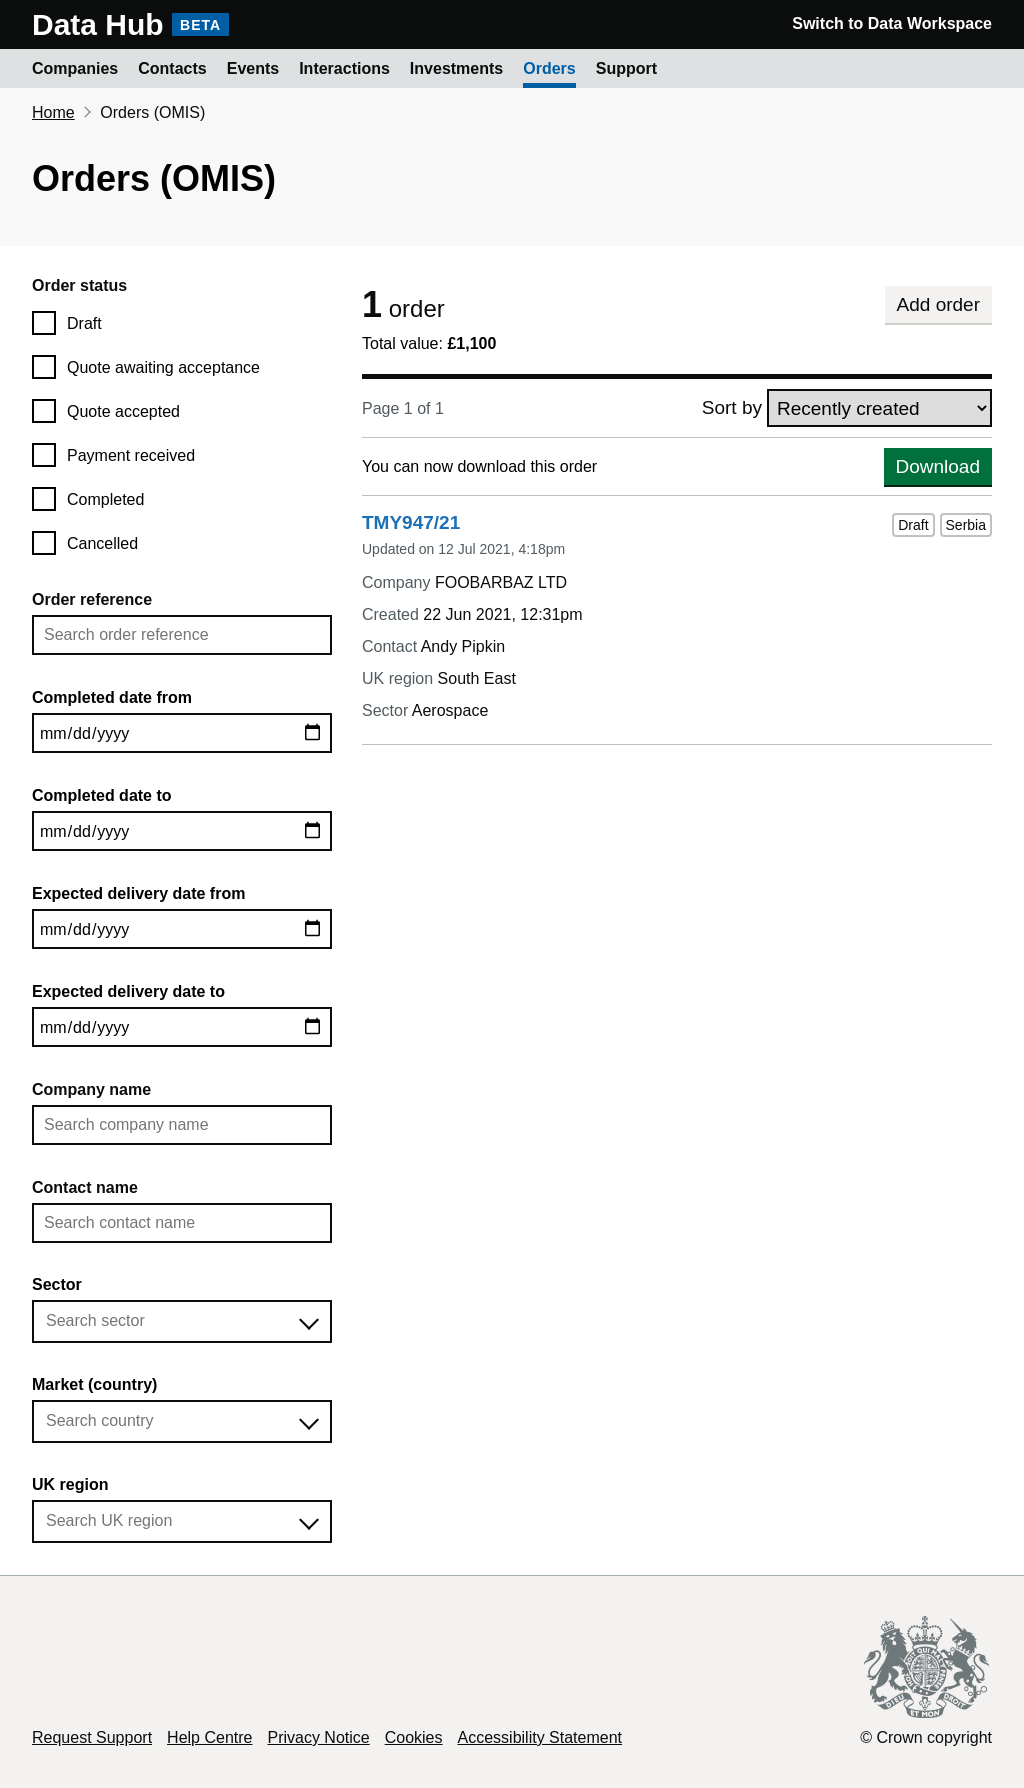 Data Hub BETA
Switch to Data Workspace
Companies Contacts Events Interactions Investments Orders Support
Home Orders (OMIS)
Orders (OMIS)
Order status
Draft
Quote awaiting acceptance
Quote accepted
Payment received
Completed
Cancelled
Order reference
Search order reference
Completed date from
mm/dd/yyyy
Completed date to
mm/dd/yyyy
Expected delivery date from
mm/dd/yyyy
Expected delivery date to
mm/dd/yyyy
Company name
Search company name
Contact name
Search contact name
Sector
Search sector
Market (country)
Search country
UK region
Search UK region
1 order
Add order
Total value: £1,100
Page 1 of 1
Sort by Recently created
You can now download this order
Download
TMY947/21
Draft Serbia
Updated on 12 Jul 2021, 4:18pm
Company FOOBARBAZ LTD
Created 22 Jun 2021, 12:31pm
Contact Andy Pipkin
UK region South East
Sector Aerospace
DIEU ET MON DROIT
Request Support Help Centre Privacy Notice Cookies Accessibility Statement
© Crown copyright